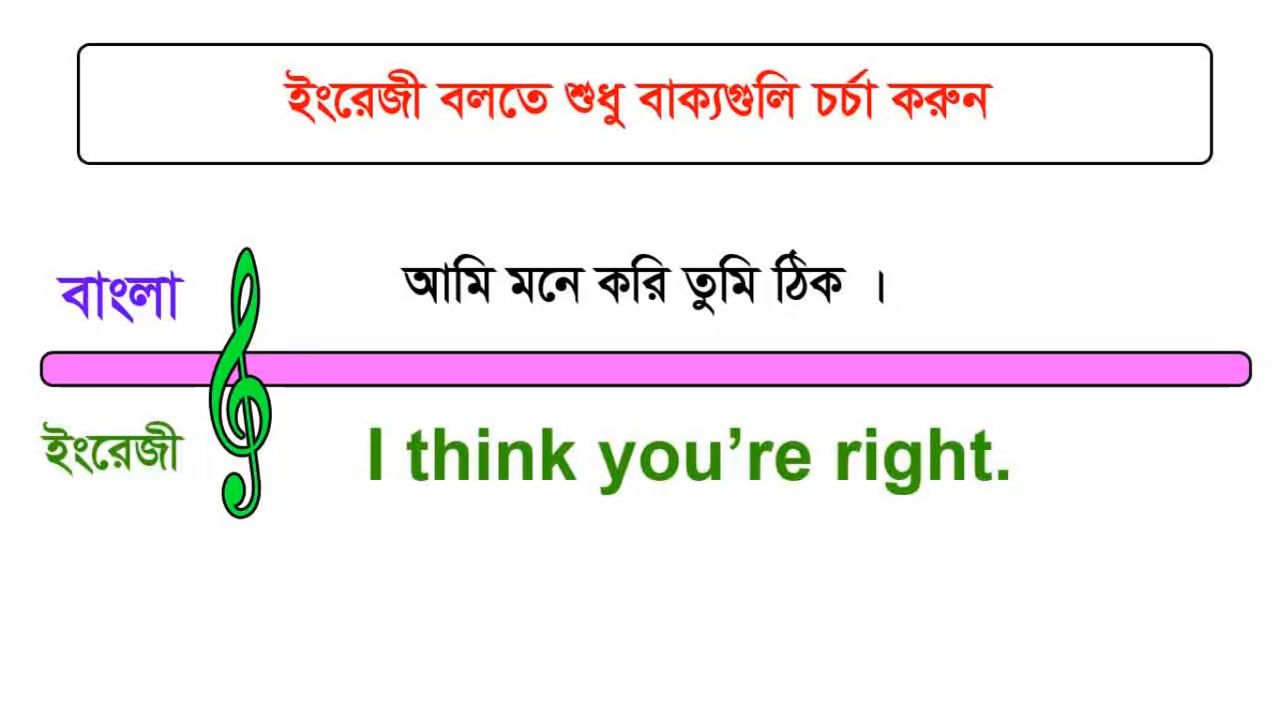 ইংরেজী বলতে শুধু বাক্যগুলি চর্চা করুন
বাংলা
আমি মনে করি তুমি ঠিক ।
ইংরেজী
I think you’re right.